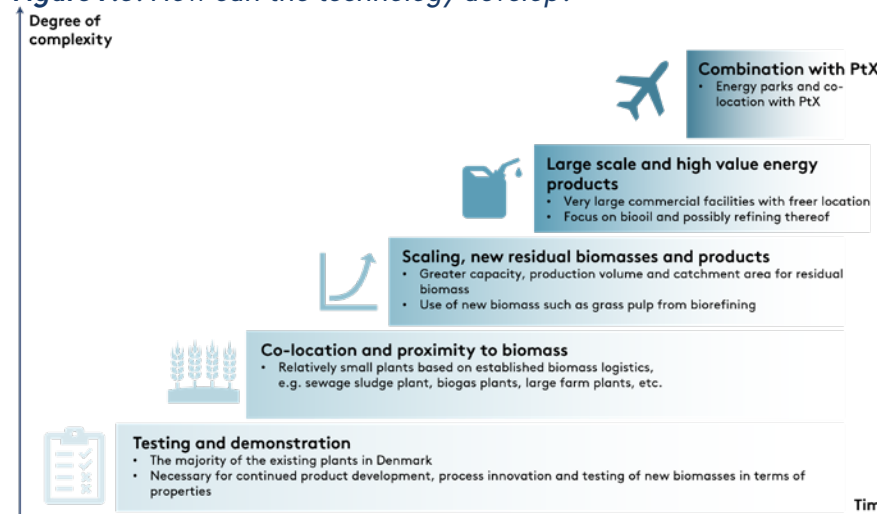 Degree of
complexity
Combination with PtX
• Energy parks and co-
location with PtX
Large scale and high value energy
products
• Very large commercial facilities with freer location
• Focus on biooil and possibly refining thereof
Scaling, new residual biomasses and products
• Greater capacity, production volume and catchment area for residual
biomass
• Use of new biomass such as grass pulp from biorefining
Co-location and proximity to biomass
• Relatively small plants based on established biomass logistics,
e.g. sewage sludge plant, biogas plants, large farm plants, etc.
Testing and demonstration
• The majority of the existing plants in Denmark
• Necessary for continued product development, process innovation and testing of new biomasses in terms of
properties
Tim